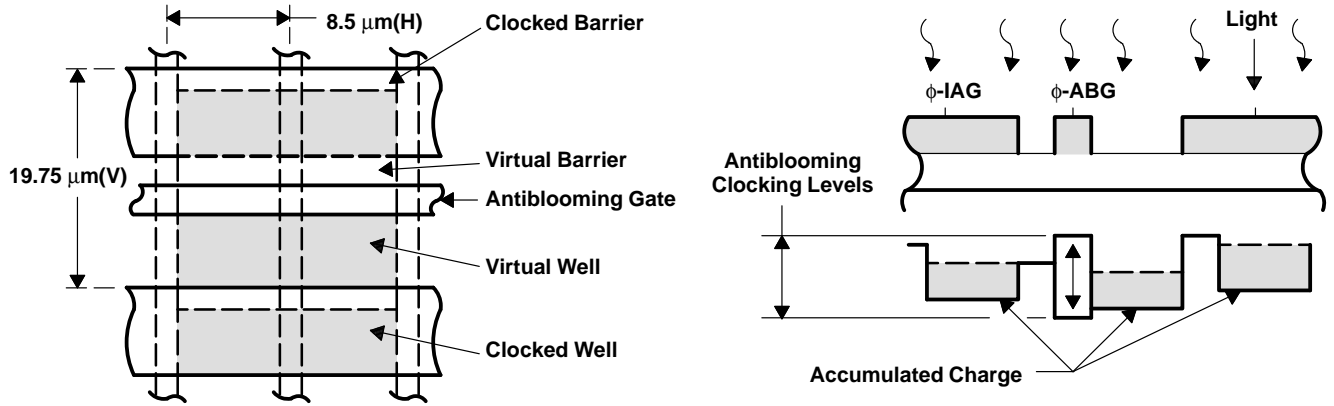 8.5 μm(H)
Clocked Barrier
19.75 μm(V)
Virtual Barrier
Antiblooming Gate
Virtual Well
Clocked Well
Light
ϕ-IAG
ϕ-ABG
Antiblooming
Clocking Levels
Accumulated Charge